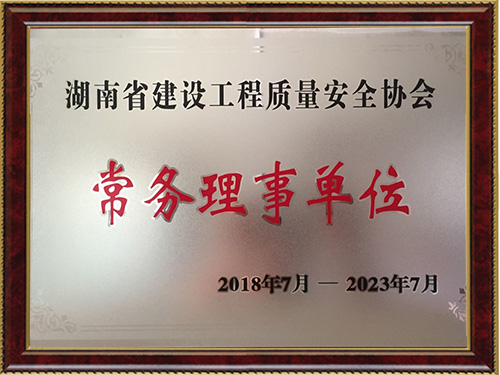 湖南省建设工程质量安全协会
常务理事单位
2018年7月 — 2023年7月